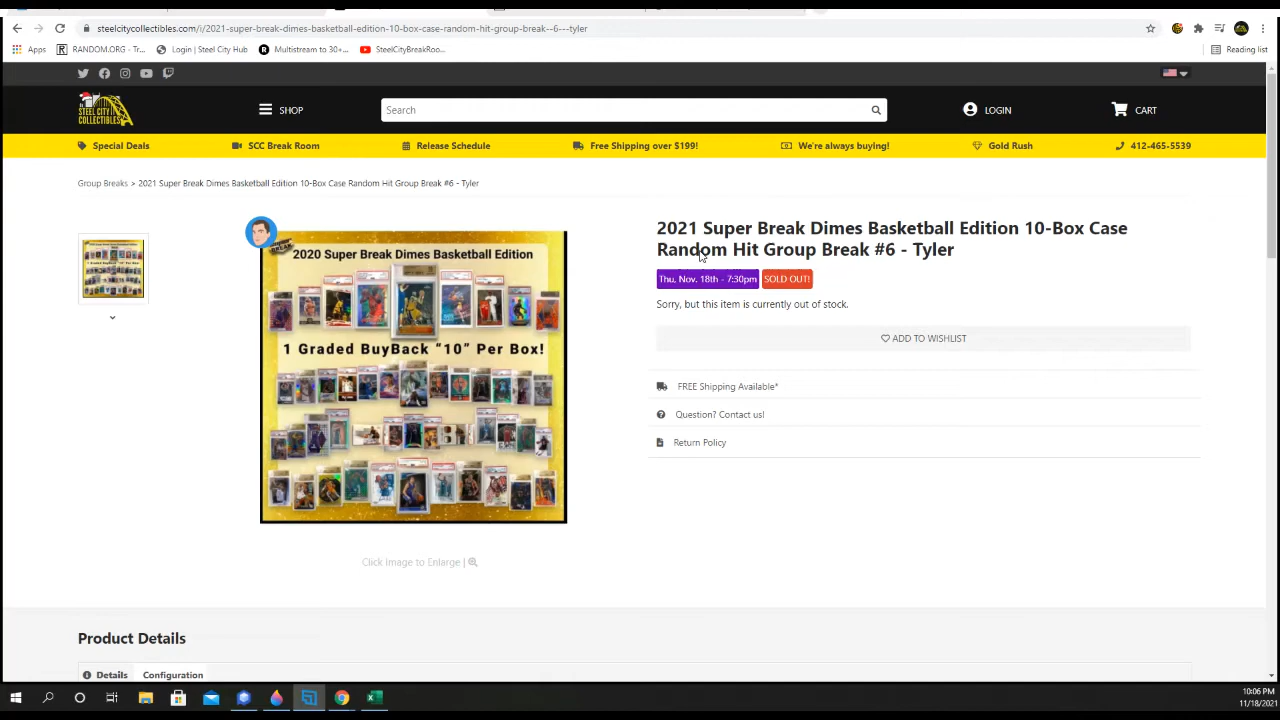 steelcitycollectibles.com/i/2021-super-break-dimes-basketball-edition-10-box-case-random-hit-group-break--6---tyler
Apps
RANDOM.ORG - Tr...
Login | Steel City Hub
Multistream to 30+...
SteelCityBreakRoo...
Reading list
STEEL CITY
COLLECTIBLES
SHOP
Search
LOGIN
CART
Special Deals
SCC Break Room
Release Schedule
Free Shipping over $199!
We're always buying!
Gold Rush
412-465-5539
Group Breaks > 2021 Super Break Dimes Basketball Edition 10-Box Case Random Hit Group Break #6 - Tyler
2020 Super Break Dimes Basketball Edition
1 Graded BuyBack "10" Per Box!
Click Image to Enlarge |
2021 Super Break Dimes Basketball Edition 10-Box Case
Random Hit Group Break #6 - Tyler
Thu, Nov. 18th - 7:30pm
SOLD OUT!
Sorry, but this item is currently out of stock.
ADD TO WISHLIST
FREE Shipping Available*
Question? Contact us!
Return Policy
Product Details
Details
Configuration
10:06 PM
11/18/2021